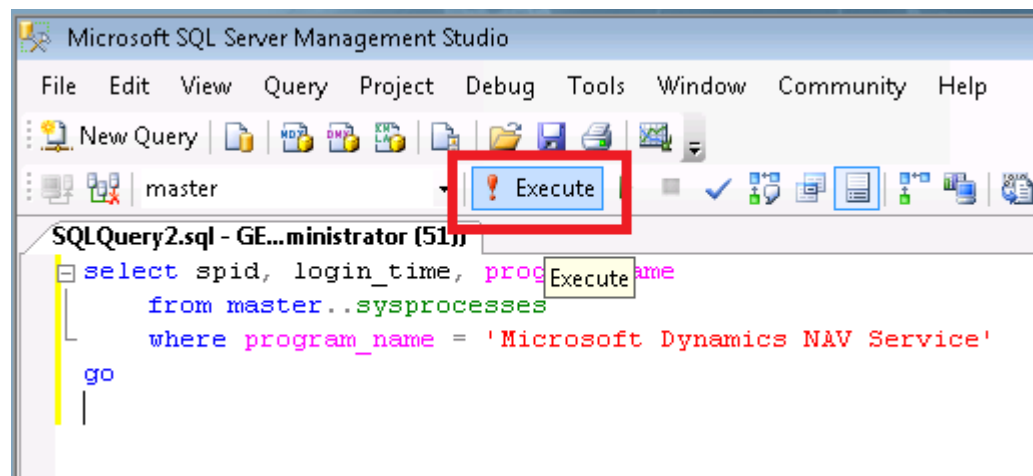 Microsoft SQL Server Management Studio
File Edit View Query Project Debug Tools Window Community Help
New Query
master Execute
SQLQuery2.sql - GE...ministrator (51))
select spid, login_time,
Execute
from master..sysprocesses
where program_name = 'Microsoft Dynamics NAV Service'
go